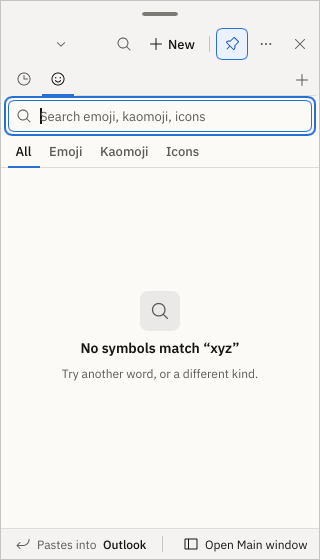 New
Search emoji, kaomoji, icons
All Emoji Kaomoji Icons
No symbols match “xyz”
Try another word, or a different kind.
Pastes into Outlook Open Main window